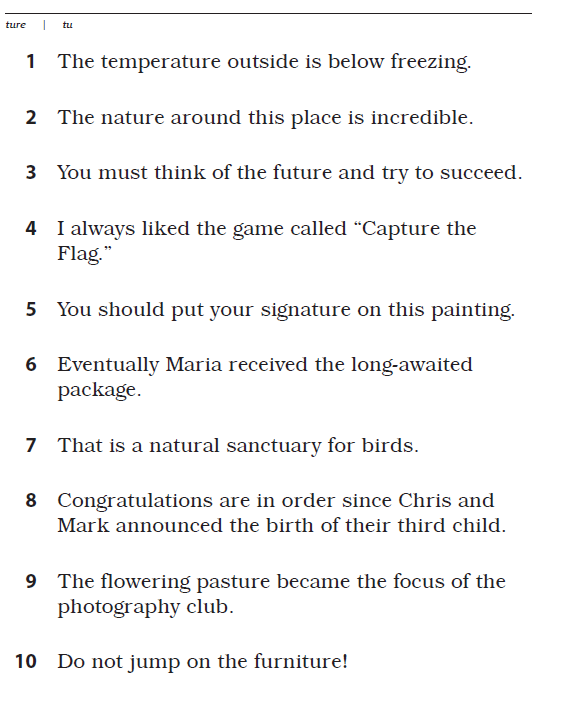 ture | tu
1 The temperature outside is below freezing.
2 The nature around this place is incredible.
3 You must think of the future and try to succeed.
4 I always liked the game called “Capture the
Flag.”
5 You should put your signature on this painting.
6 Eventually Maria received the long-awaited
package.
7 That is a natural sanctuary for birds.
8 Congratulations are in order since Chris and
Mark announced the birth of their third child.
9 The flowering pasture became the focus of the
photography club.
10 Do not jump on the furniture!